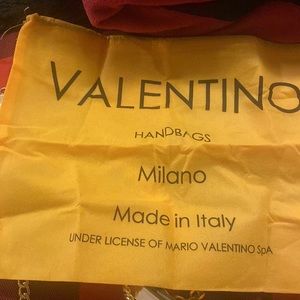 VALENTINO
HANDBAGS
Milano
Made in Italy
UNDER LICENSE OF MARIO VALENTINO SpA